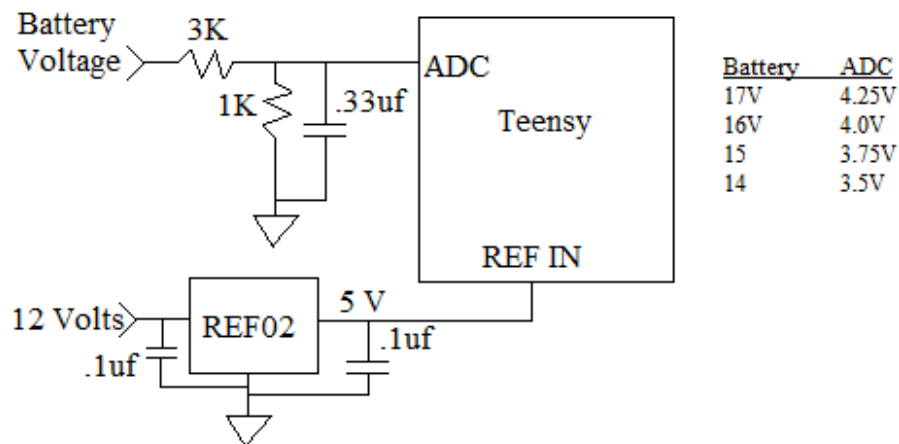 Battery
Voltage
3K
1K
.33uf
ADC
Teensy
REF IN
Battery ADC
17V 4.25V
16V 4.0V
15 3.75V
14 3.5V
12 Volts
.1uf
REF02
5 V
.1uf